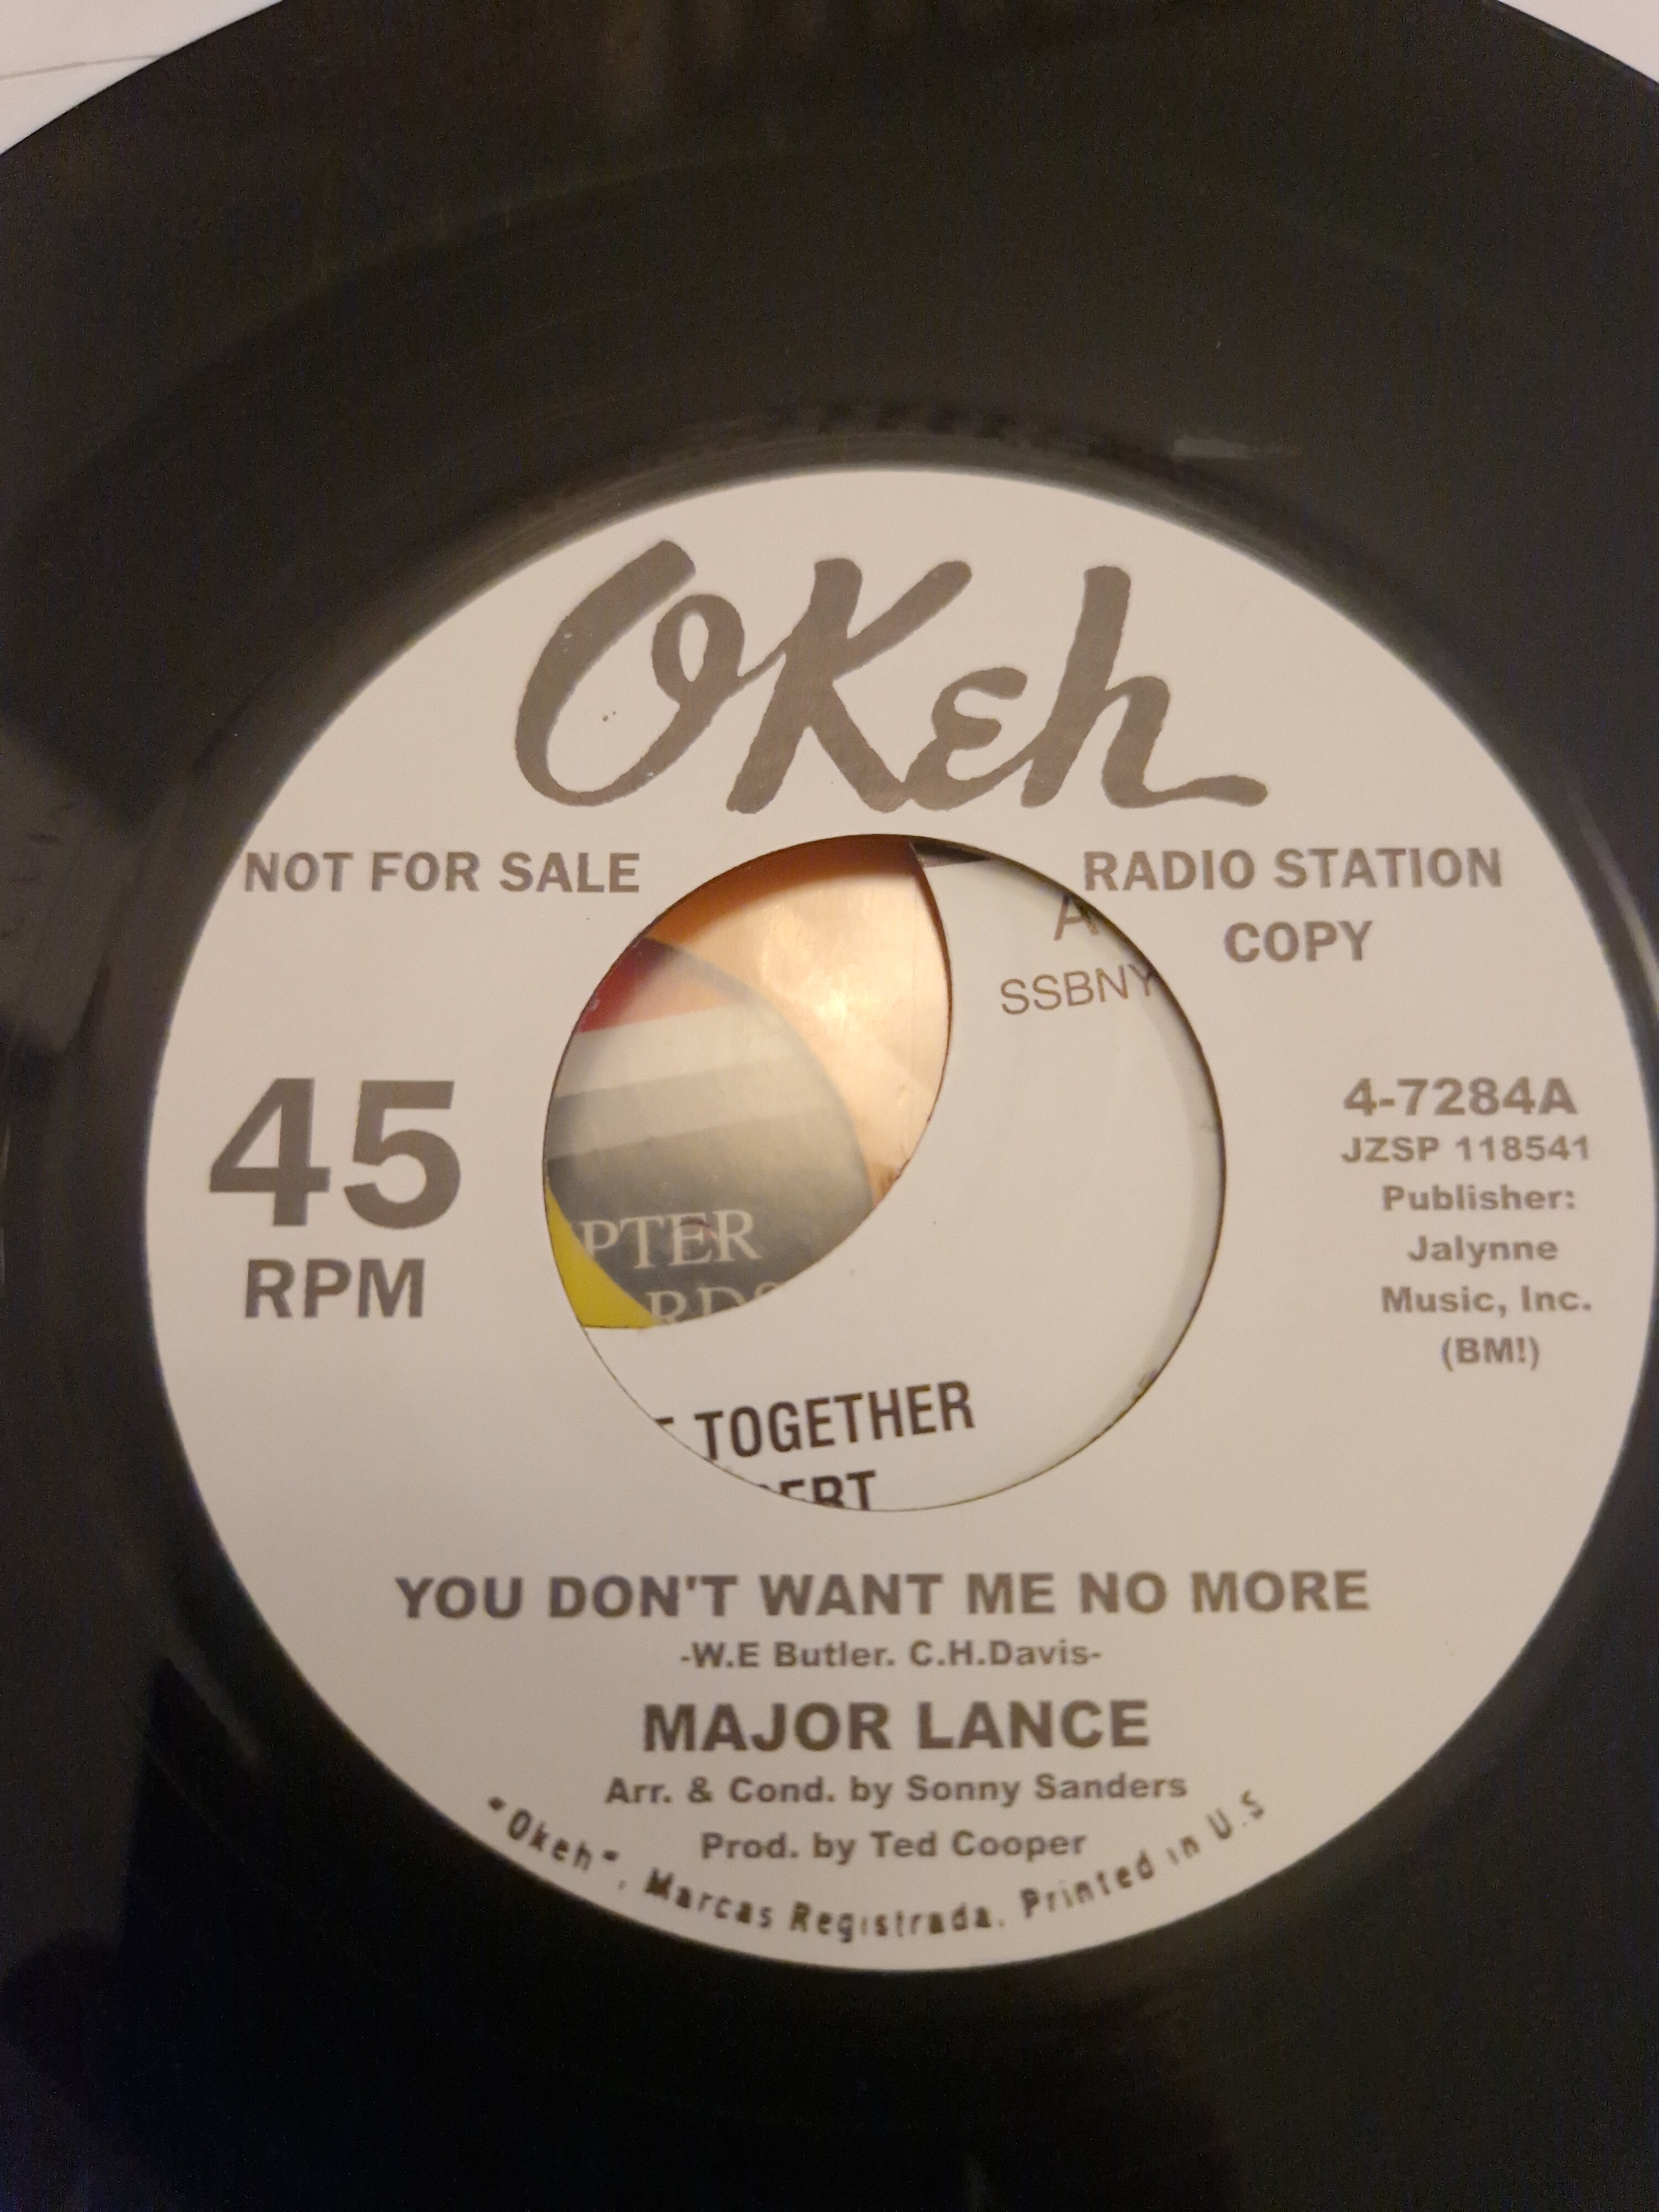 OKeh
NOT FOR SALE
RADIO STATION
COPY
SSBNY
45
RPM
4-7284A
JZSP 118541
Publisher:
Jalynne
Music, Inc.
(BM!)
PTER
TOGETHER
YOU DON'T WANT ME NO MORE
-W.E Butler. C.H.Davis-
MAJOR LANCE
Arr. & Cond. by Sonny Sanders
Prod. by Ted Cooper
"Okeh", Marcas Registrada. Printed in U.S